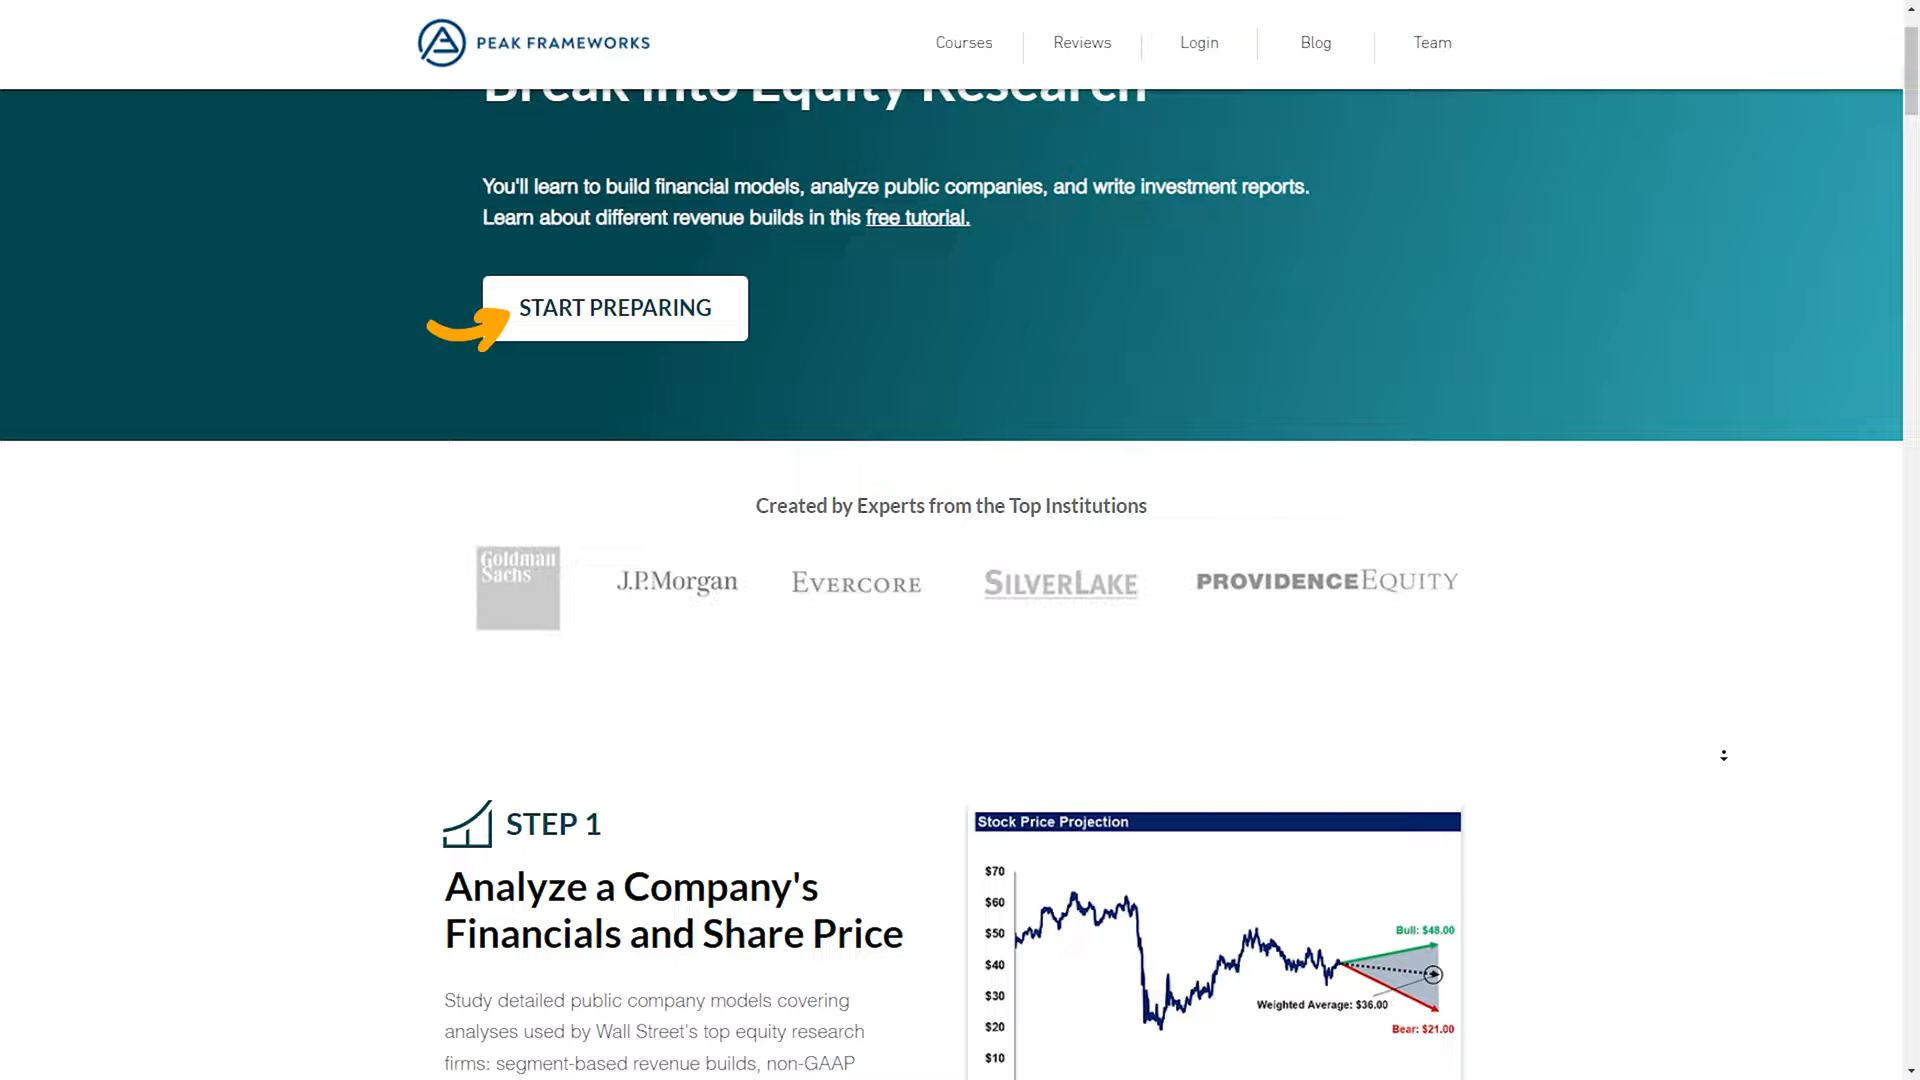 PEAK FRAMEWORKS
Courses
Reviews
Login
Blog
Team
Break into Equity Research
You'll learn to build financial models, analyze public companies, and write investment reports.
Learn about different revenue builds in this free tutorial.
START PREPARING
Created by Experts from the Top Institutions
Goldman
Sachs
J.P.Morgan
EVERCORE
SILVERLAKE
PROVIDENCEEQUITY
STEP 1
Analyze a Company's
Financials and Share Price
Study detailed public company models covering
analyses used by Wall Street's top equity research
firms: segment-based revenue builds, non-GAAP
Stock Price Projection
$70
$60
$50
$40
$30
$20
$10
Bull: $48.00
Weighted Average: $36.00
Bear: $21.00